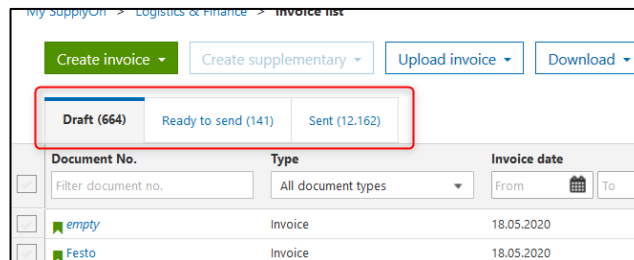 My SupplyOn > Logistics & Finance > Invoice list
Create invoice Create supplementary Upload invoice Download
Draft (664) Ready to send (141) Sent (12.162)
Document No. Type Invoice date
Filter document no. All document types From To
empty Invoice 18.05.2020
Festo Invoice 18.05.2020